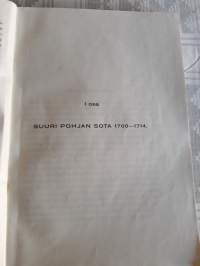 I OSA
SUURI POHJAN SOTA 1700—1714.